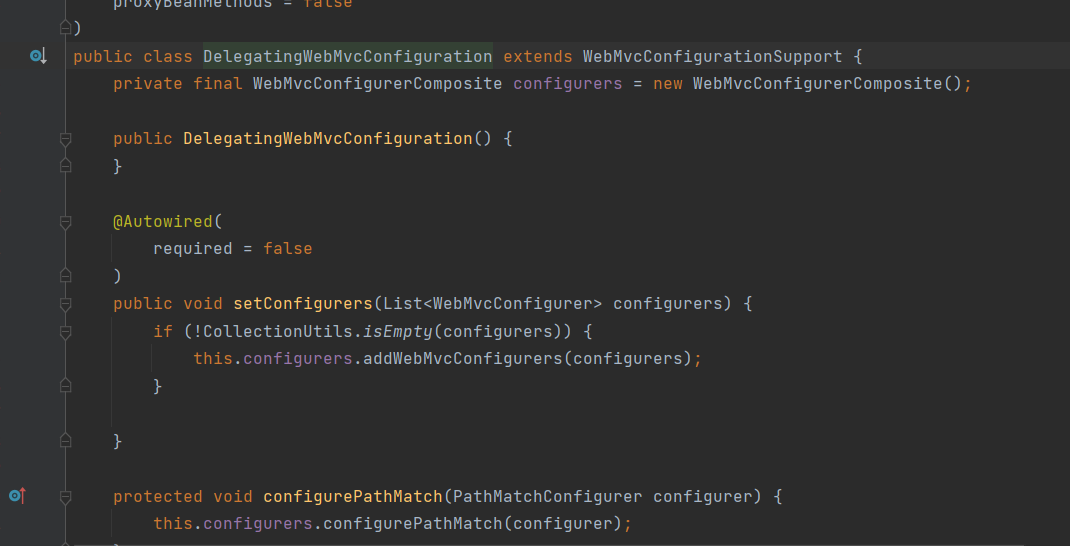 proxyBeanMethods = false
)
public class DelegatingWebMvcConfiguration extends WebMvcConfigurationSupport {
private final WebMvcConfigurerComposite configurers = new WebMvcConfigurerComposite();
public DelegatingWebMvcConfiguration() {
}
@Autowired(
required = false
)
public void setConfigurers(List<WebMvcConfigurer> configurers) {
if (!CollectionUtils.isEmpty(configurers)) {
this.configurers.addWebMvcConfigurers(configurers);
}
}
protected void configurePathMatch(PathMatchConfigurer configurer) {
this.configurers.configurePathMatch(configurer);